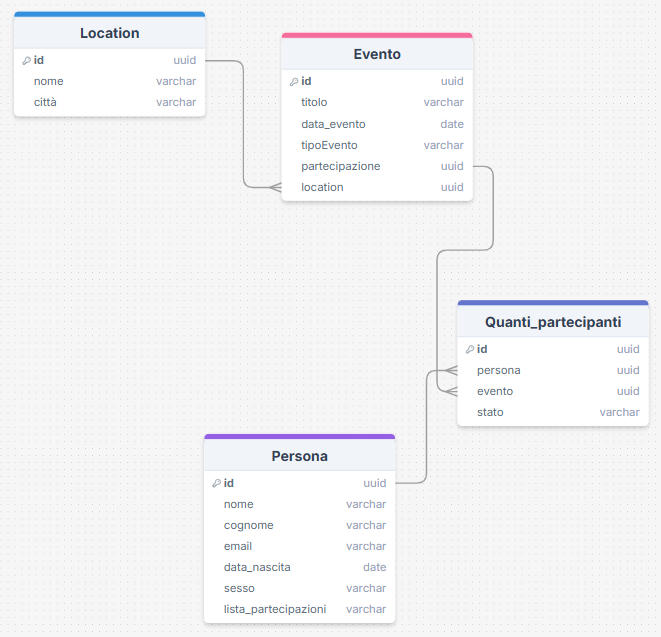 Location
id uuid
nome varchar
città varchar
Evento
id uuid
titolo varchar
data_evento date
tipoEvento varchar
partecipazione uuid
location uuid
Quanti_partecipanti
id uuid
persona uuid
evento uuid
stato varchar
Persona
id uuid
nome varchar
cognome varchar
email varchar
data_nascita date
sesso varchar
lista_partecipazioni varchar